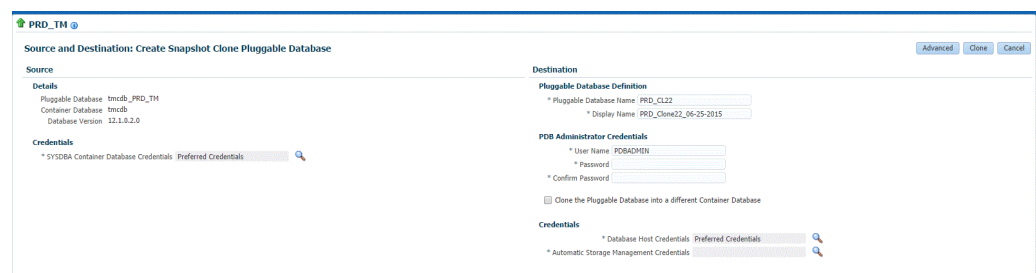 PRD_TM
Source and Destination: Create Snapshot Clone Pluggable Database
Advanced Clone Cancel
Source
Details
Pluggable Database tmcdb_PRD_TM
Container Database tmcdb
Database Version 12.1.0.2.0
Credentials
* SYSDBA Container Database Credentials Preferred Credentials
Destination
Pluggable Database Definition
* Pluggable Database Name PRD_CL22
* Display Name PRD_Clone22_06-25-2015
PDB Administrator Credentials
* User Name PDBADMIN
* Password
* Confirm Password
Clone the Pluggable Database into a different Container Database
Credentials
* Database Host Credentials Preferred Credentials
* Automatic Storage Management Credentials